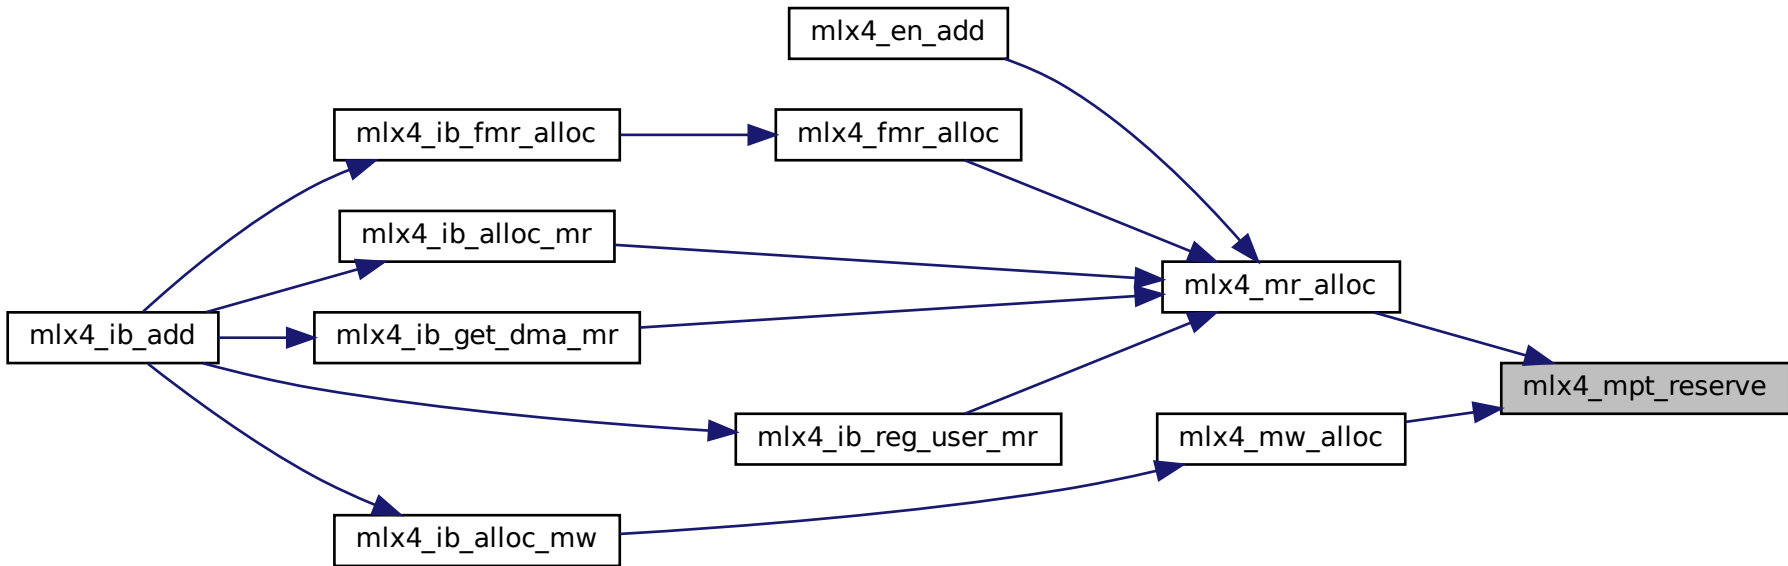 mlx4_en_add
mlx4_ib_fmr_alloc
mlx4_fmr_alloc
mlx4_ib_alloc_mr
mlx4_mr_alloc
mlx4_ib_add
mlx4_ib_get_dma_mr
mlx4_mpt_reserve
mlx4_ib_reg_user_mr
mlx4_mw_alloc
mlx4_ib_alloc_mw